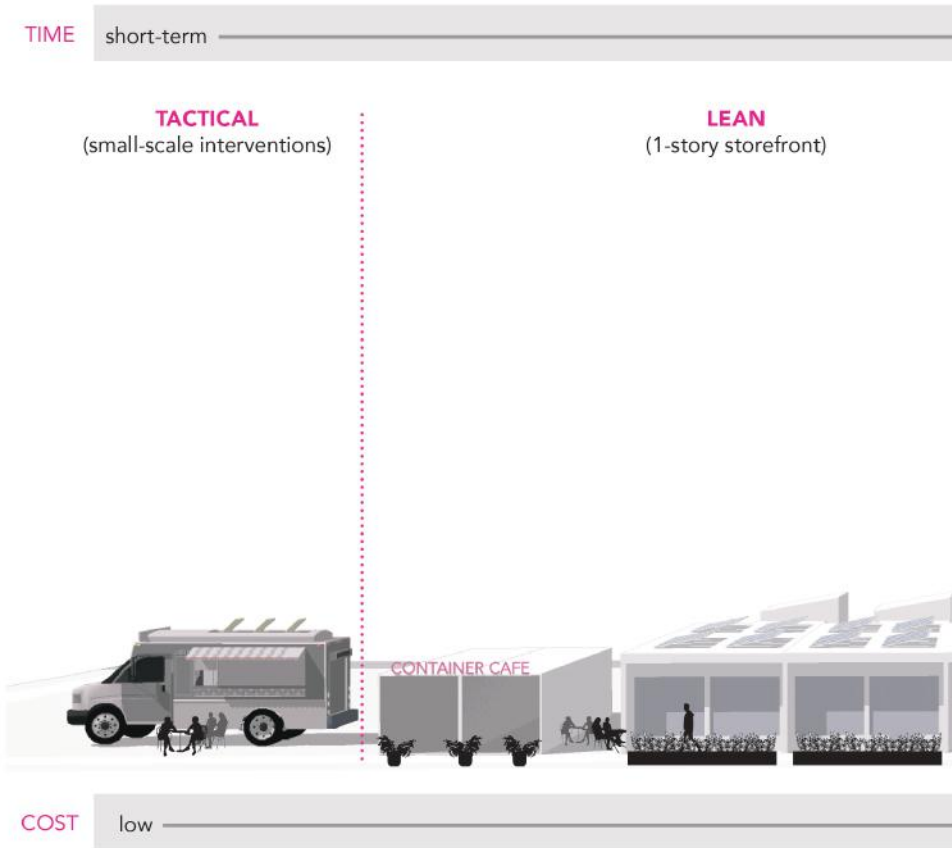 TIME short-term
TACTICAL
(small-scale interventions)
LEAN
(1-story storefront)
CONTAINER CAFE
COST low